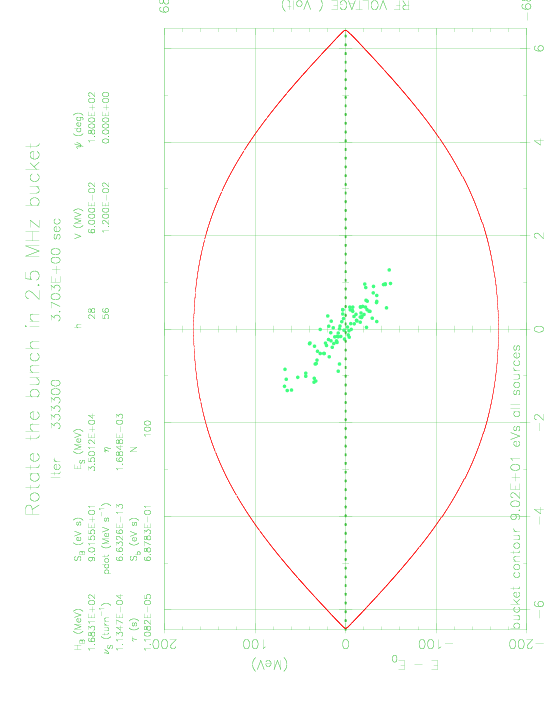 Rotate the bunch in 2.5 MHz bucket
Iter 333300 3.703E+00 sec
H_B (MeV) S_B (eV s) E_S (MeV) h V (MV) ψ (deg)
1.6831E+02 9.0155E+01 3.5012E+04 28 6.000E-02 1.800E+02
ν_S (turn⁻¹) pdot (MeV s⁻¹) η 56 1.200E-02 0.000E+00
1.1347E-04 6.6326E-13 1.6848E-03
τ (s) S_b (eV s) N
1.1082E-05 6.8783E-01 100
200
100
0
-100
-200
(MeV)
E - E_0
-6 -4 -2 0 2 4 6
RF VOLTAGE ( Volt)
bucket contour 9.02E+01 eVs all sources